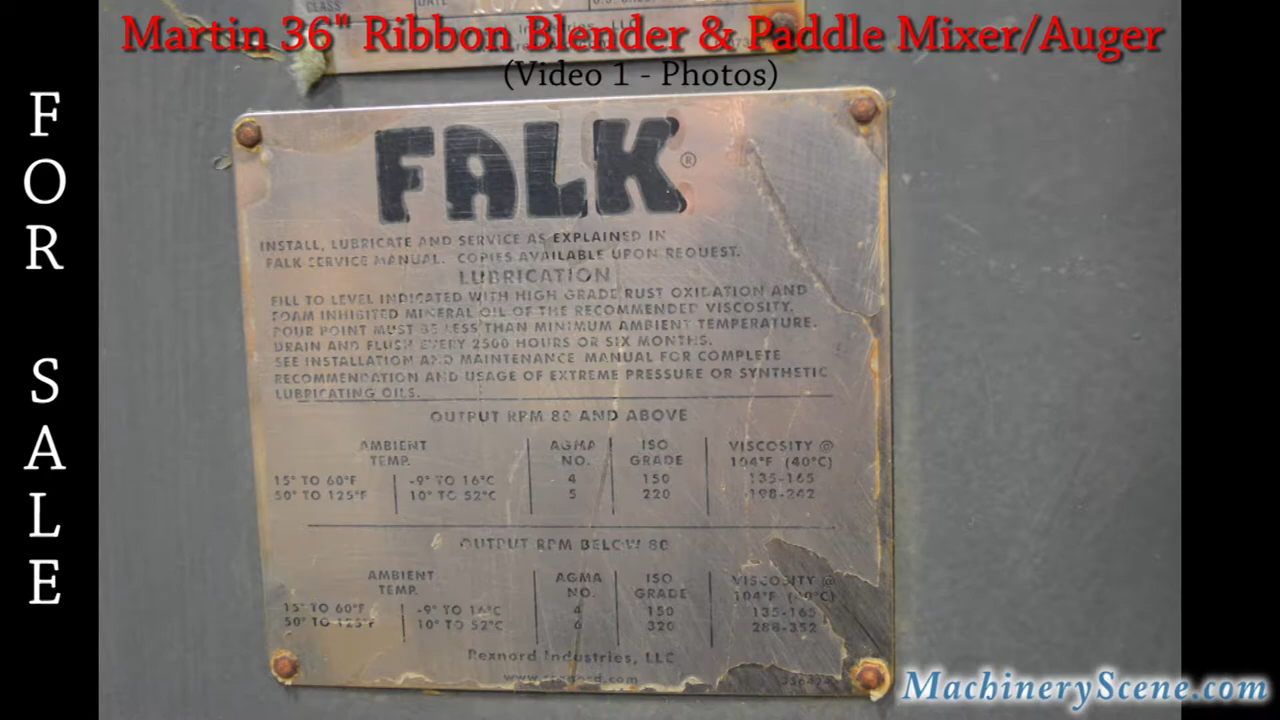 CLASS
DATE
Martin 36" Ribbon Blender & Paddle Mixer/Auger
(Video 1 - Photos)
FOR SALE
FALK®
INSTALL, LUBRICATE AND SERVICE AS EXPLAINED IN
FALK SERVICE MANUAL. COPIES AVAILABLE UPON REQUEST.
LUBRICATION
FILL TO LEVEL INDICATED WITH HIGH GRADE RUST OXIDATION AND
FOAM INHIBITED MINERAL OIL OF THE RECOMMENDED VISCOSITY.
POUR POINT MUST BE LESS THAN MINIMUM AMBIENT TEMPERATURE.
DRAIN AND FLUSH EVERY 2500 HOURS OR SIX MONTHS.
SEE INSTALLATION AND MAINTENANCE MANUAL FOR COMPLETE
RECOMMENDATION AND USAGE OF EXTREME PRESSURE OR SYNTHETIC
LUBRICATING OILS.
OUTPUT RPM 80 AND ABOVE
AMBIENT AGMA ISO VISCOSITY @
TEMP. NO. GRADE 104°F (40°C)
15° TO 60°F -9° TO 16°C 4 150 135-165
50° TO 125°F 10° TO 52°C 5 220 198-242
OUTPUT RPM BELOW 80
AMBIENT AGMA ISO VISCOSITY @
TEMP. NO. GRADE 104°F (40°C)
15° TO 60°F -9° TO 16°C 4 150 135-165
50° TO 125°F 10° TO 52°C 6 320 288-352
Rexnord Industries, LLC
www.rexnord.com
MachineryScene.com